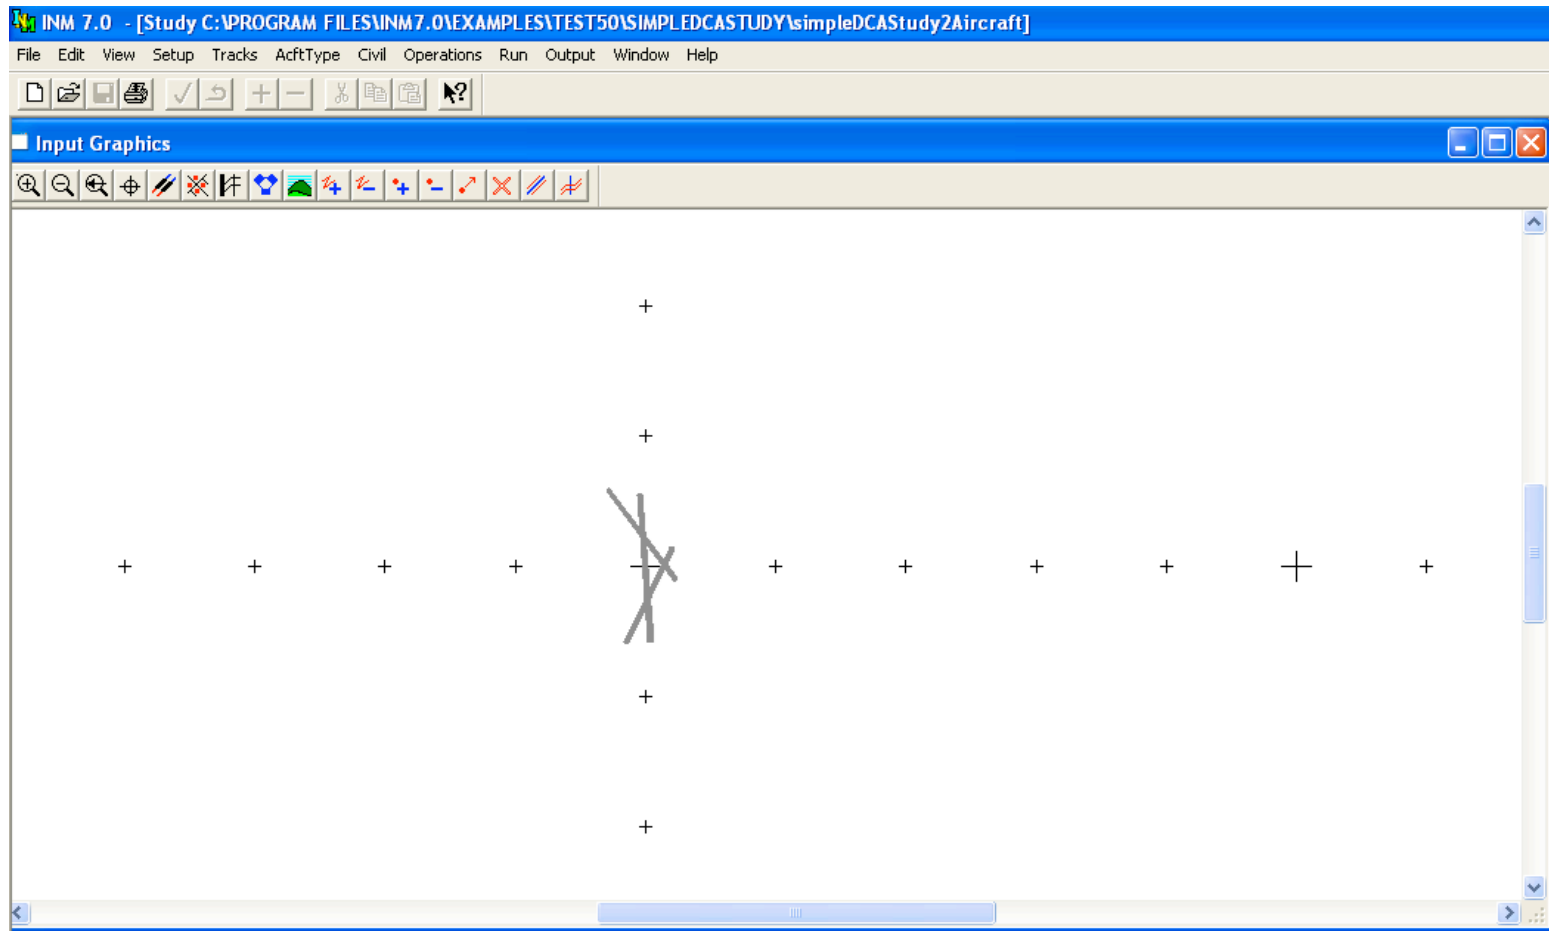 INM 7.0 - [Study C:\PROGRAM FILES\INM7.0\EXAMPLES\TEST50\SIMPLEDCASTUDY\simpleDCAStudy2Aircraft]
File Edit View Setup Tracks AcftType Civil Operations Run Output Window Help
Input Graphics